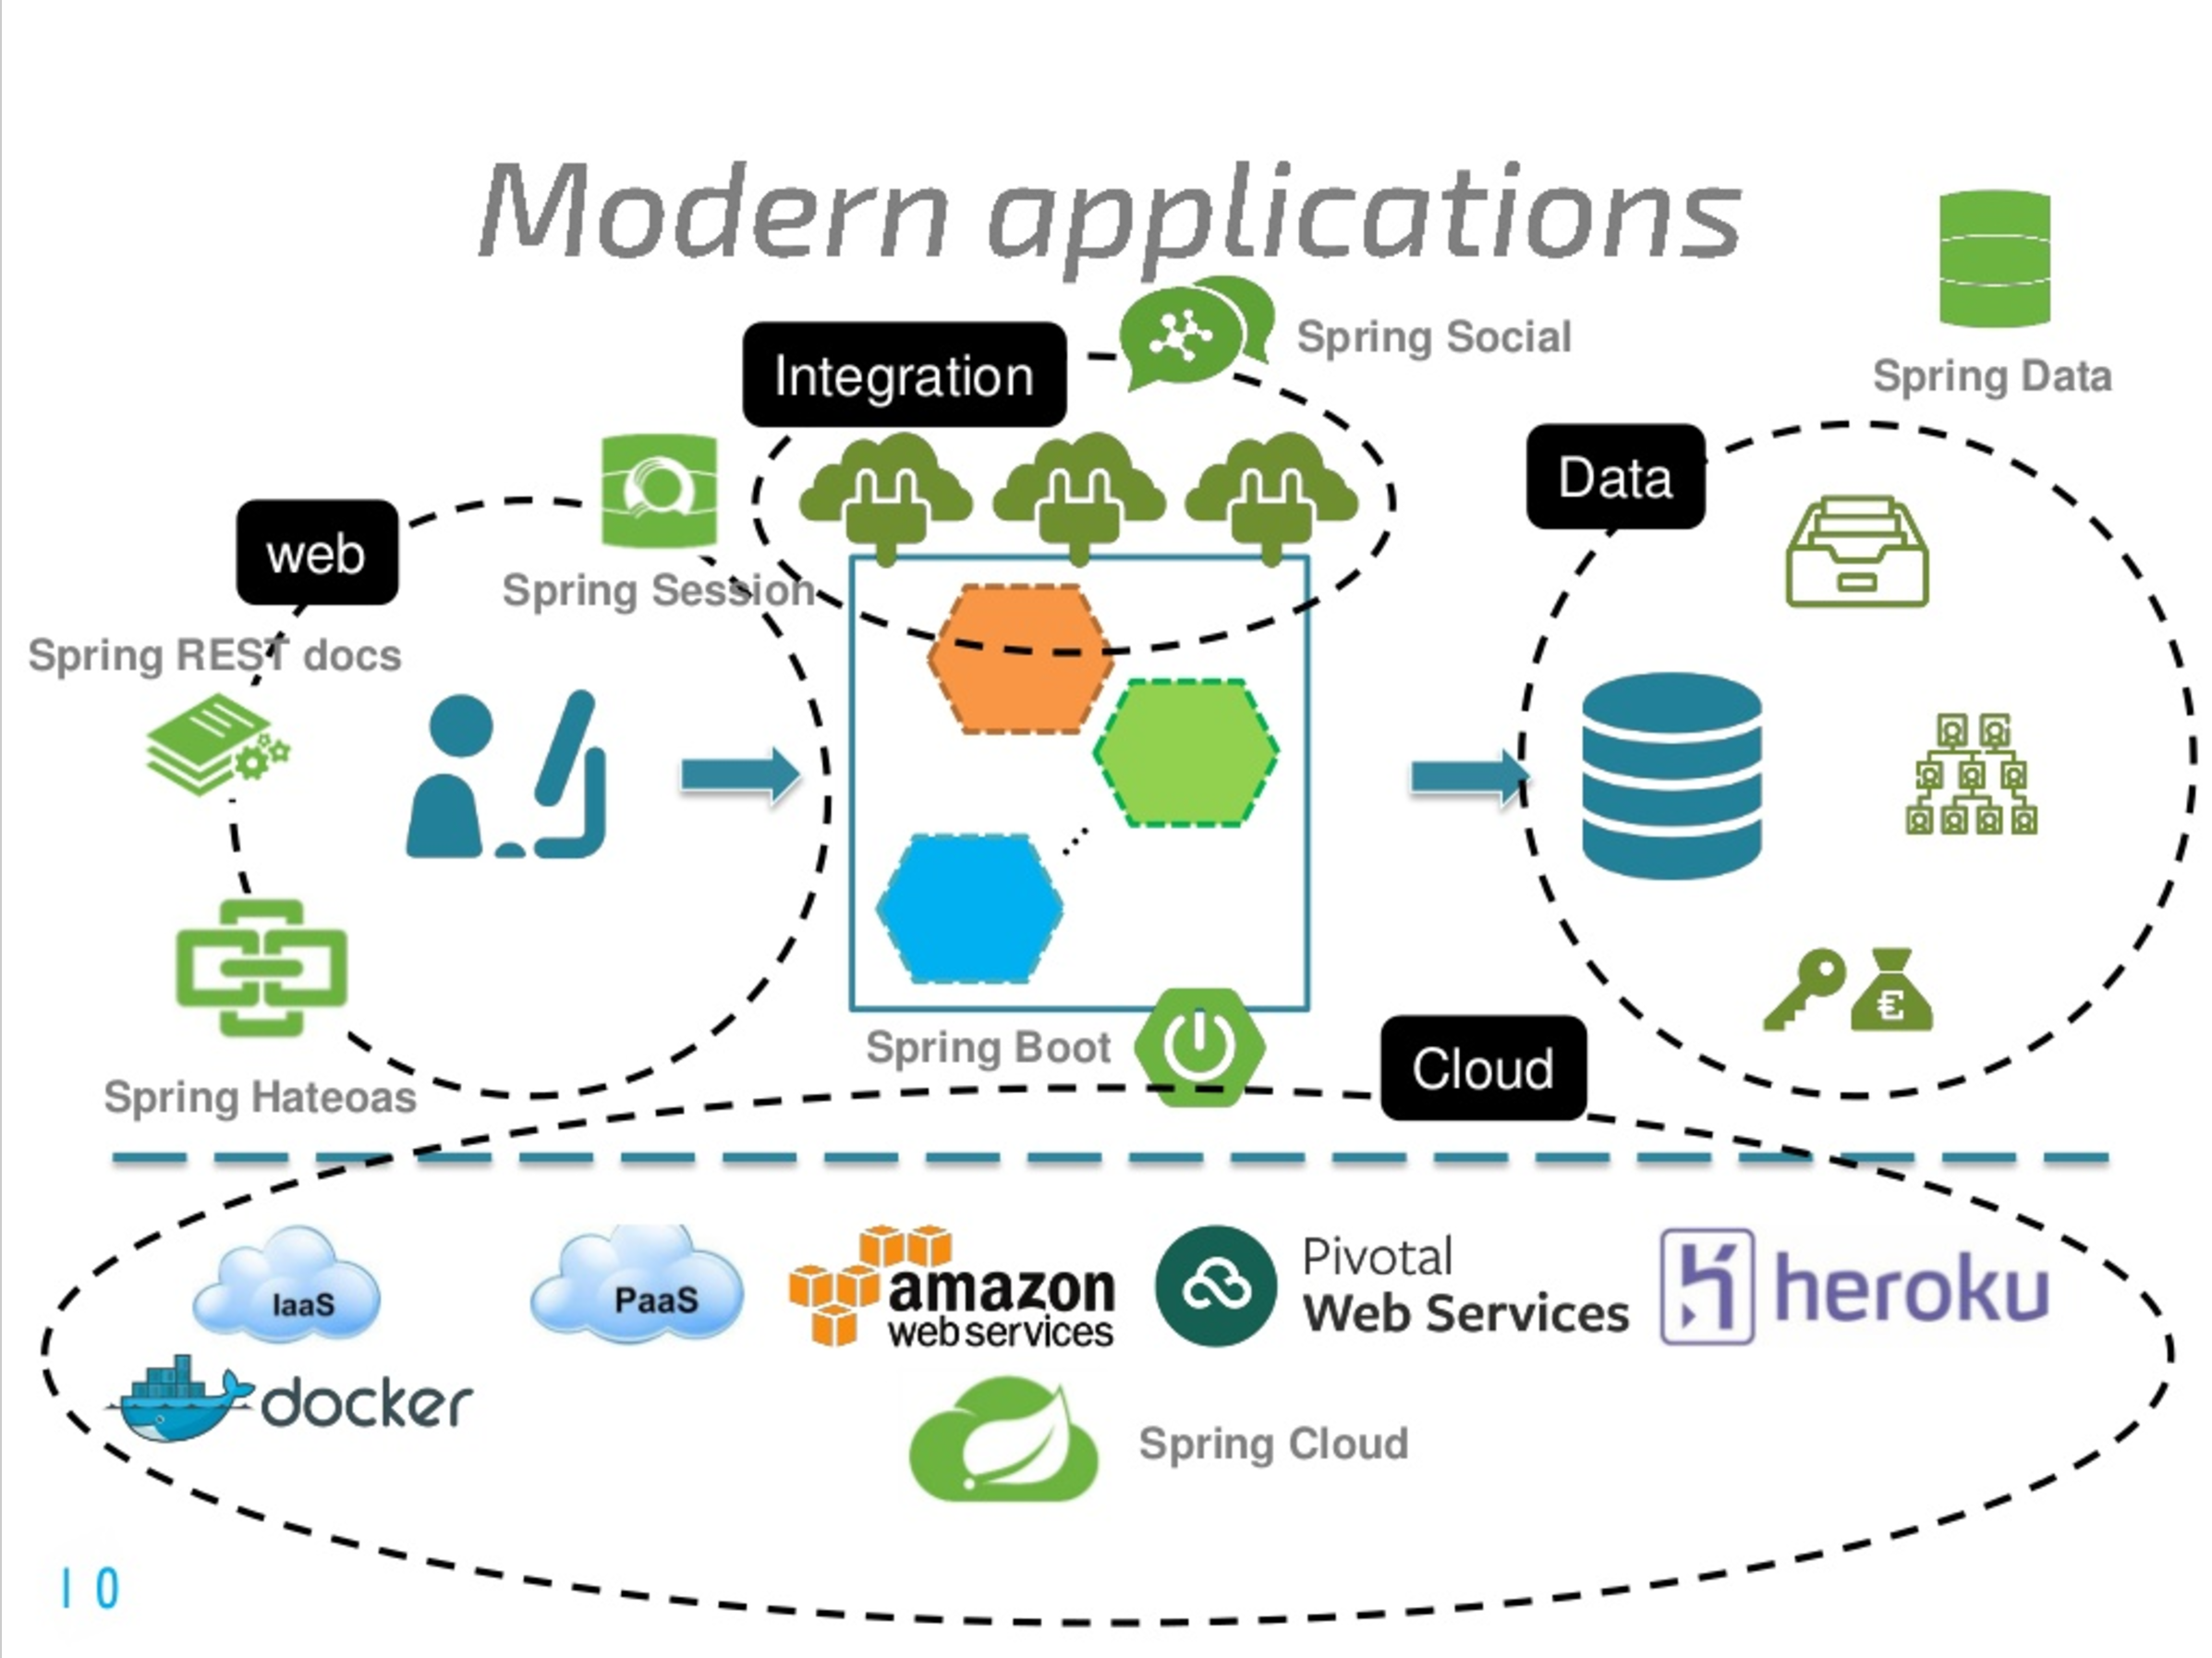 Modern applications
Spring Social
Spring Data
Integration
Data
web
Spring Session
Spring REST docs
Spring Boot
Cloud
Spring Hateoas
IaaS
PaaS
amazon
web services
Pivotal
Web Services
heroku
docker
Spring Cloud
€
10